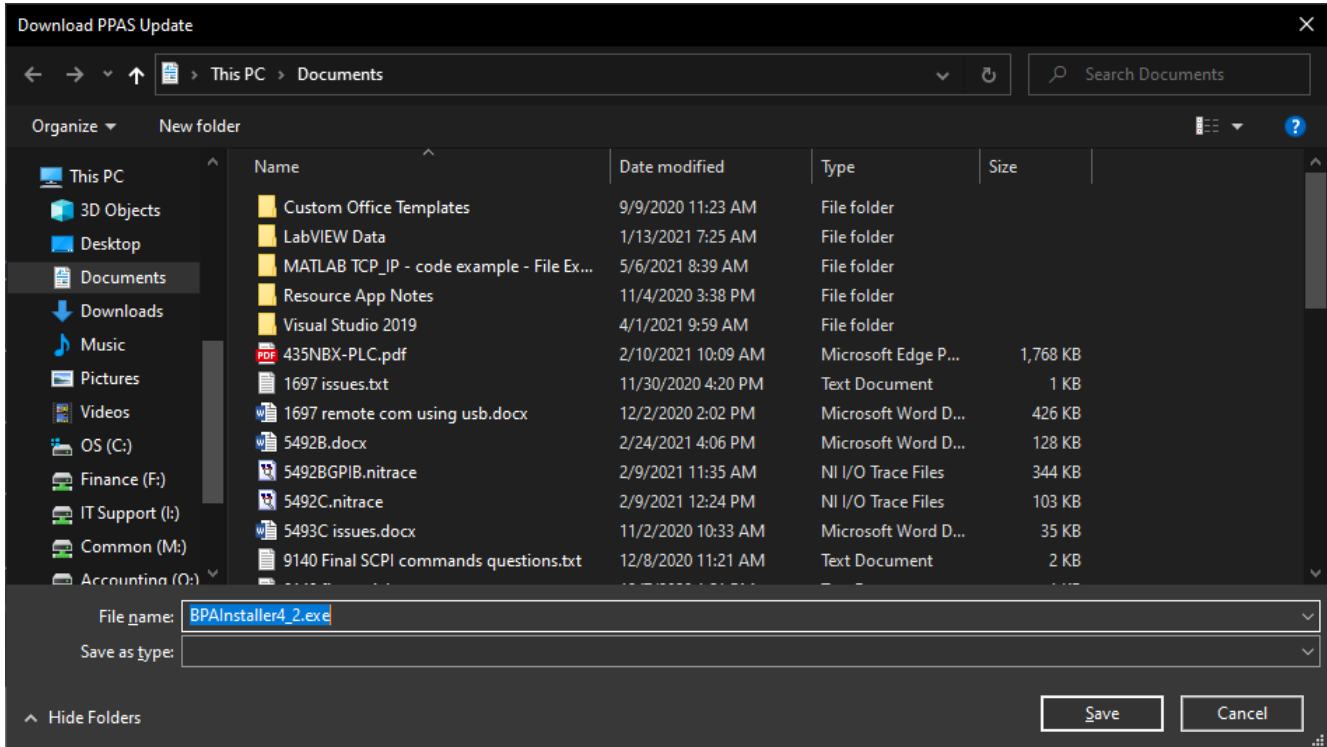 Download PPAS Update
This PC > Documents
Search Documents
Organize
New folder
Name Date modified Type Size
This PC
3D Objects
Desktop
Documents
Downloads
Music
Pictures
Videos
OS (C:)
Finance (F:)
IT Support (I:)
Common (M:)
Accounting (O:)
Custom Office Templates 9/9/2020 11:23 AM File folder
LabVIEW Data 1/13/2021 7:25 AM File folder
MATLAB TCP_IP - code example - File Ex... 5/6/2021 8:39 AM File folder
Resource App Notes 11/4/2020 3:38 PM File folder
Visual Studio 2019 4/1/2021 9:59 AM File folder
PDF 435NBX-PLC.pdf 2/10/2021 10:09 AM Microsoft Edge P... 1,768 KB
1697 issues.txt 11/30/2020 4:20 PM Text Document 1 KB
1697 remote com using usb.docx 12/2/2020 2:02 PM Microsoft Word D... 426 KB
5492B.docx 2/24/2021 4:06 PM Microsoft Word D... 128 KB
5492BGPIB.nitrace 2/9/2021 11:35 AM NI I/O Trace Files 344 KB
5492C.nitrace 2/9/2021 12:24 PM NI I/O Trace Files 103 KB
5493C issues.docx 11/2/2020 10:33 AM Microsoft Word D... 35 KB
9140 Final SCPI commands questions.txt 12/8/2020 11:21 AM Text Document 2 KB
File name: BPAInstaller4_2.exe
Save as type:
Hide Folders
Save
Cancel